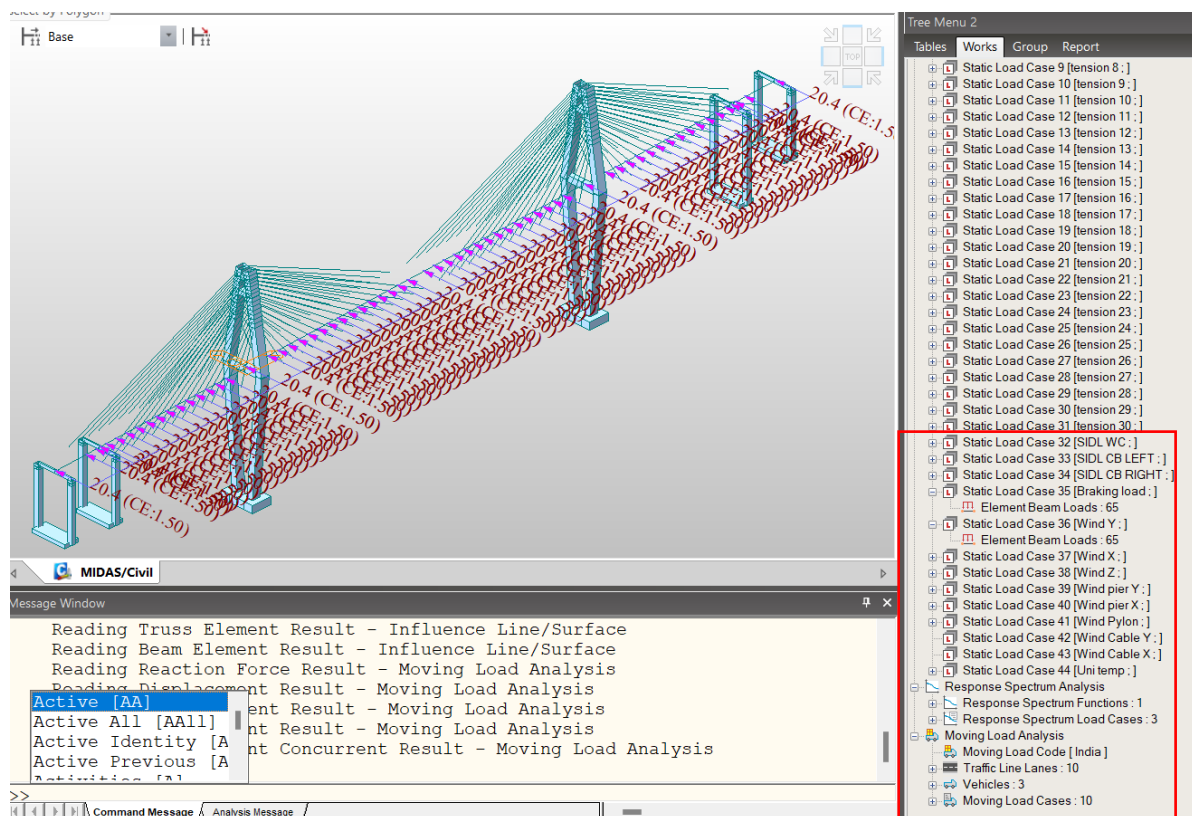 Select by Polygon
Base
TOP
20.4 (CE:1.5
20.4 (CE:1.50)
20.4 (CE:1.50)
20.4 (CE:1.50)
20.4 (CE:1.50)
MIDAS/Civil
Message Window
Reading Truss Element Result - Influence Line/Surface
Reading Beam Element Result - Influence Line/Surface
Reading Reaction Force Result - Moving Load Analysis
Reading Displacement Result - Moving Load Analysis
ent Result - Moving Load Analysis
nt Result - Moving Load Analysis
nt Concurrent Result - Moving Load Analysis
Active [AA]
Active All [AAll]
Active Identity [A
Active Previous [A
Activities [A]
>>
Command Message
Analysis Message
Tree Menu 2
Tables Works Group Report
Static Load Case 9 [tension 8 ; ]
Static Load Case 10 [tension 9 ; ]
Static Load Case 11 [tension 10 ; ]
Static Load Case 12 [tension 11 ; ]
Static Load Case 13 [tension 12 ; ]
Static Load Case 14 [tension 13 ; ]
Static Load Case 15 [tension 14 ; ]
Static Load Case 16 [tension 15 ; ]
Static Load Case 17 [tension 16 ; ]
Static Load Case 18 [tension 17 ; ]
Static Load Case 19 [tension 18 ; ]
Static Load Case 20 [tension 19 ; ]
Static Load Case 21 [tension 20 ; ]
Static Load Case 22 [tension 21 ; ]
Static Load Case 23 [tension 22 ; ]
Static Load Case 24 [tension 23 ; ]
Static Load Case 25 [tension 24 ; ]
Static Load Case 26 [tension 25 ; ]
Static Load Case 27 [tension 26 ; ]
Static Load Case 28 [tension 27 ; ]
Static Load Case 29 [tension 28 ; ]
Static Load Case 30 [tension 29 ; ]
Static Load Case 31 [tension 30 ; ]
Static Load Case 32 [SIDL WC ; ]
Static Load Case 33 [SIDL CB LEFT ; ]
Static Load Case 34 [SIDL CB RIGHT ; ]
Static Load Case 35 [Braking load ; ]
Element Beam Loads : 65
Static Load Case 36 [Wind Y ; ]
Element Beam Loads : 65
Static Load Case 37 [Wind X ; ]
Static Load Case 38 [Wind Z ; ]
Static Load Case 39 [Wind pier Y ; ]
Static Load Case 40 [Wind pier X ; ]
Static Load Case 41 [Wind Pylon ; ]
Static Load Case 42 [Wind Cable Y ; ]
Static Load Case 43 [Wind Cable X ; ]
Static Load Case 44 [Uni temp ; ]
Response Spectrum Analysis
Response Spectrum Functions : 1
Response Spectrum Load Cases : 3
Moving Load Analysis
Moving Load Code [ India ]
Traffic Line Lanes : 10
Vehicles : 3
Moving Load Cases : 10